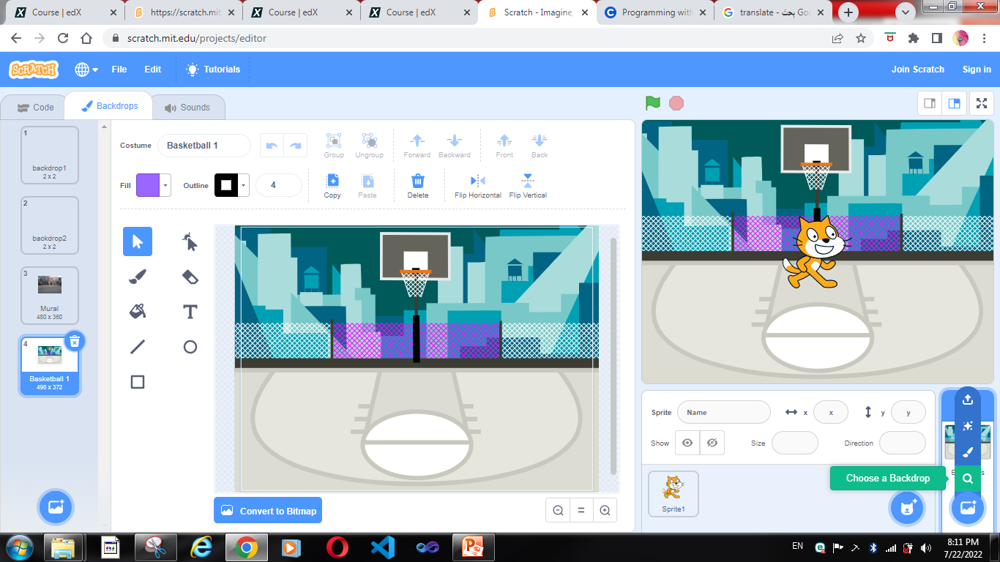 Course | edX
https://scratch.mit
Course | edX
Course | edX
Scratch - Imagine,
Programming with
translate - بحث Goo
scratch.mit.edu/projects/editor
SCRATCH
File
Edit
Tutorials
Join Scratch
Sign in
Code
Backdrops
Sounds
1
backdrop1
2 x 2
2
backdrop2
2 x 2
3
Mural
480 x 360
4
Basketball 1
498 x 372
Costume
Basketball 1
Group
Ungroup
Forward
Backward
Front
Back
Fill
Outline
4
Copy
Paste
Delete
Flip Horizontal
Flip Vertical
T
Convert to Bitmap
Sprite
Name
x
x
y
y
Show
Size
Direction
Sprite1
Choose a Backdrop
EN
8:11 PM
7/22/2022